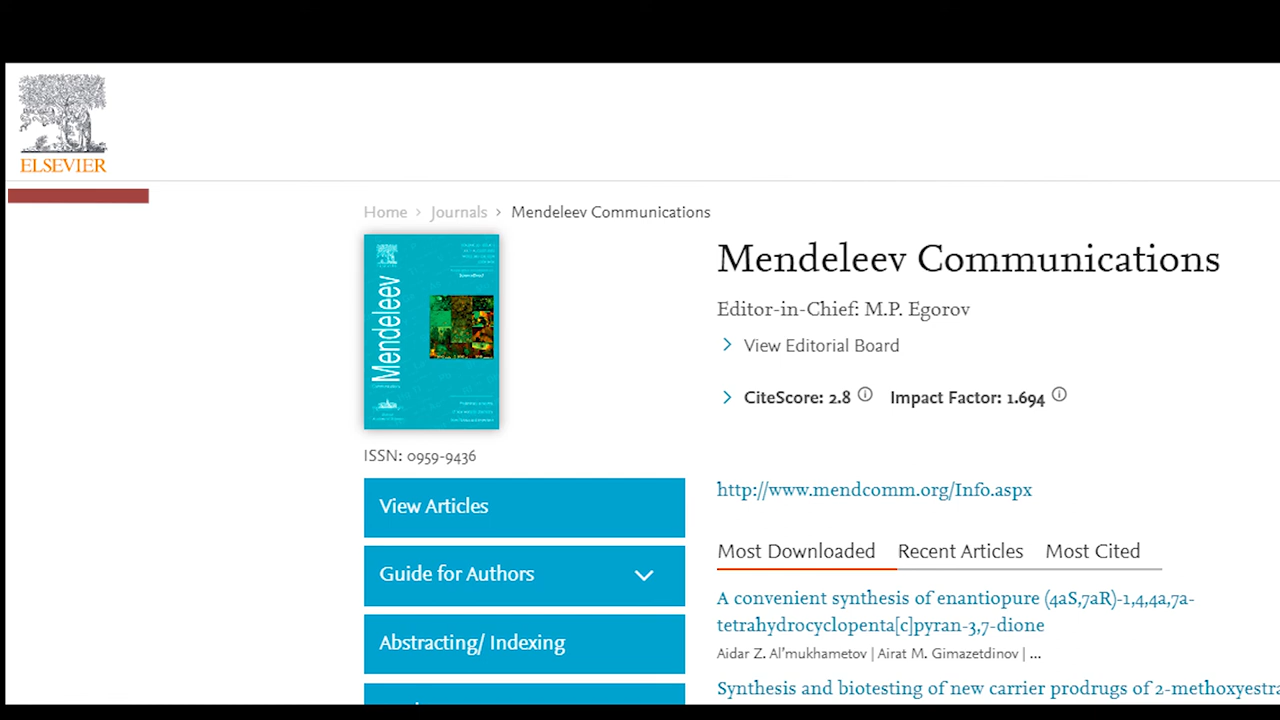 ELSEVIER
Home > Journals > Mendeleev Communications
Mendeleev
Mendeleev Communications
Editor-in-Chief: M.P. Egorov
> View Editorial Board
> CiteScore: 2.8 Impact Factor: 1.694
ISSN: 0959-9436
http://www.mendcomm.org/Info.aspx
View Articles
Guide for Authors
Abstracting/ Indexing
Most Downloaded Recent Articles Most Cited
A convenient synthesis of enantiopure (4aS,7aR)-1,4,4a,7a-
tetrahydrocyclopenta[c]pyran-3,7-dione
Aidar Z. Al'mukhametov | Airat M. Gimazetdinov | ...
Synthesis and biotesting of new carrier prodrugs of 2-methoxyestra